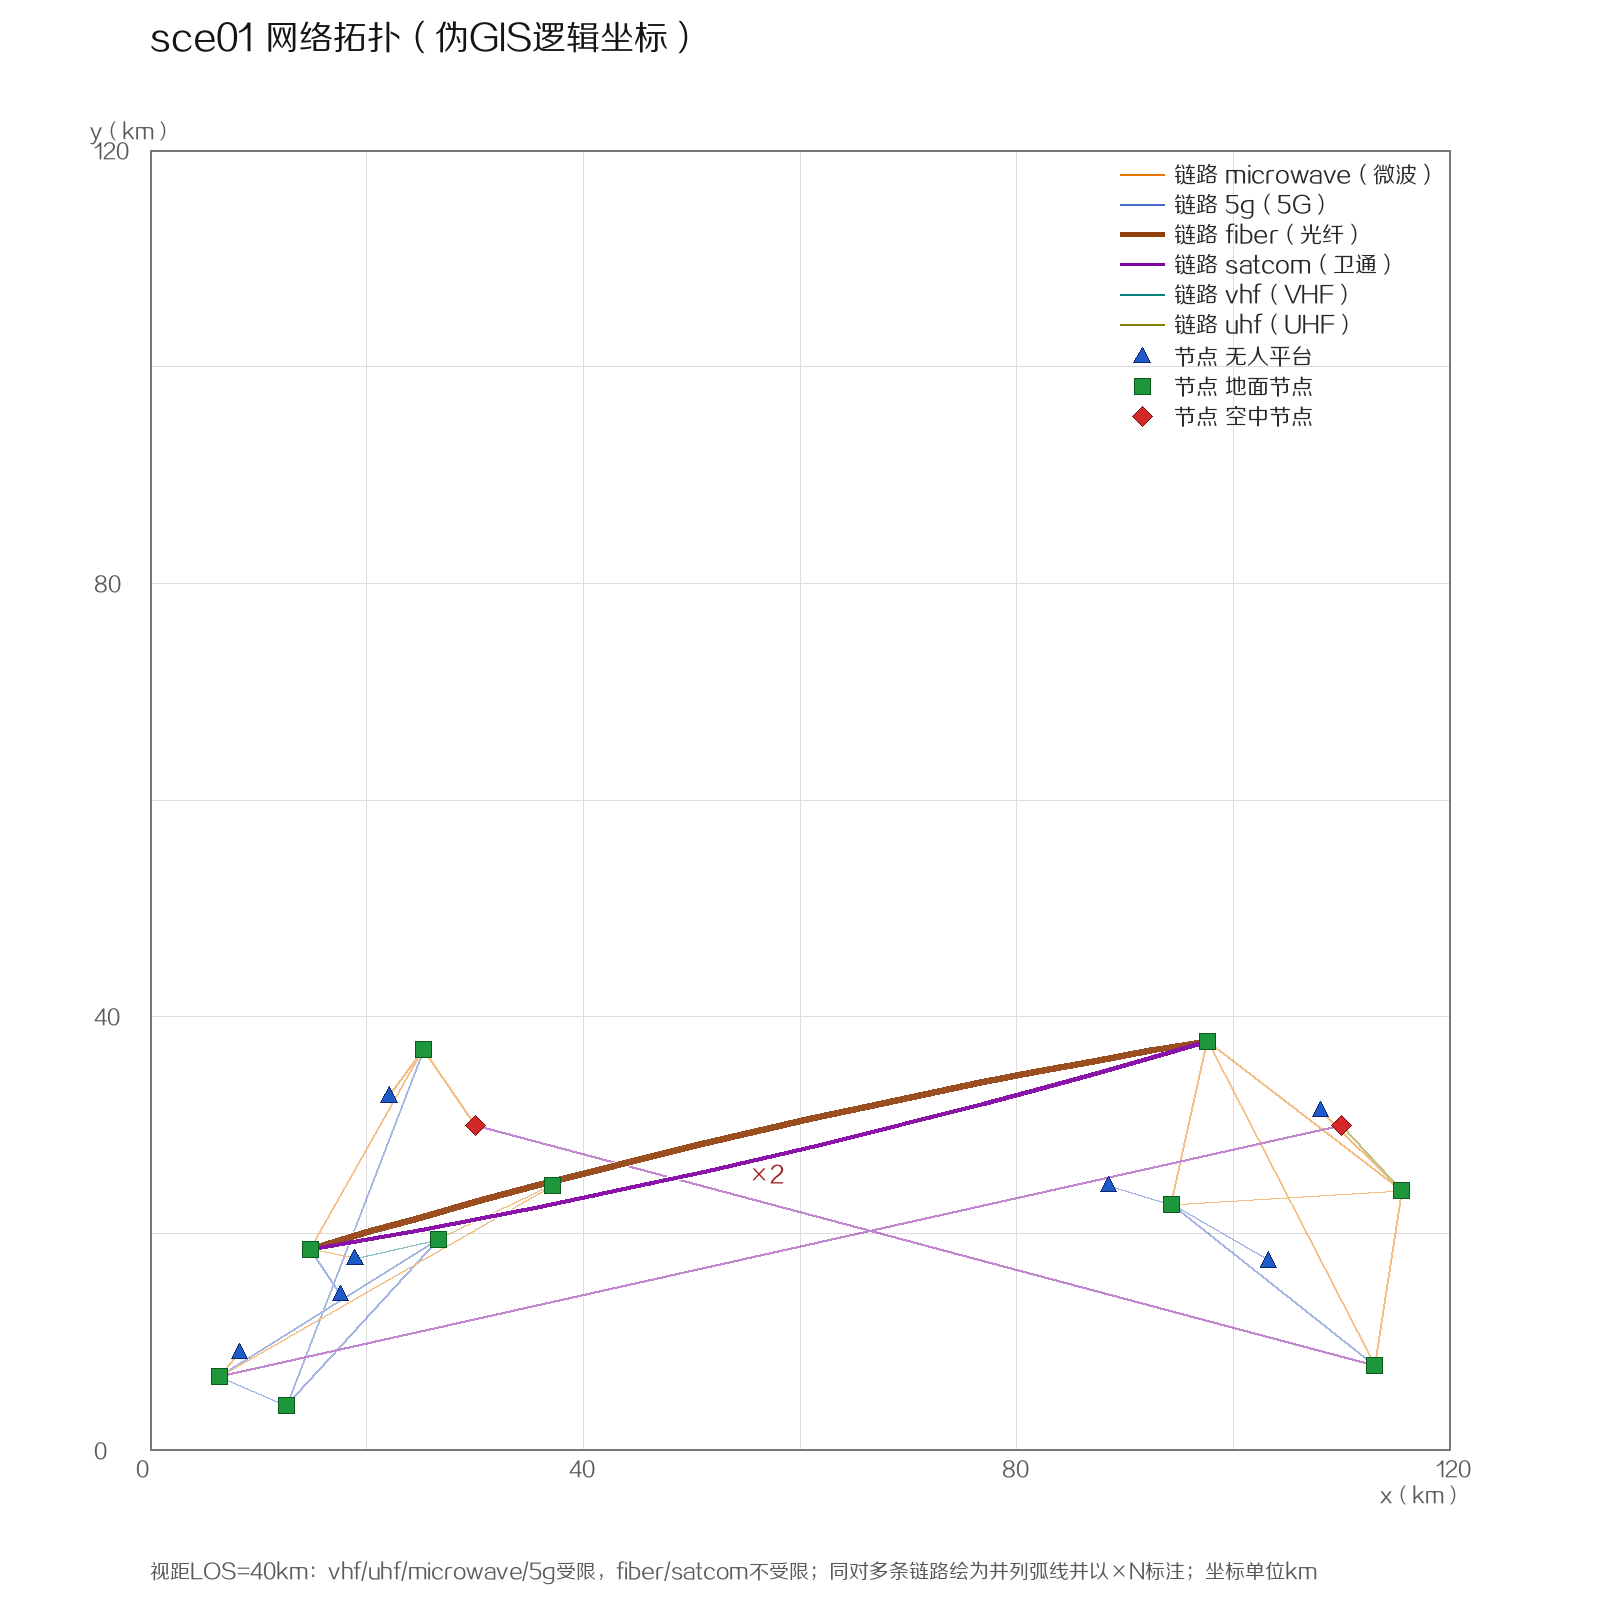 sce01 网络拓扑（伪GIS逻辑坐标）
y（km）
120
链路 microwave（微波）
链路 5g（5G）
链路 fiber（光纤）
链路 satcom（卫通）
链路 vhf（VHF）
链路 uhf（UHF）
节点 无人平台
节点 地面节点
节点 空中节点
80
40
×2
0
0
40
80
120
x（km）
视距LOS=40km：vhf/uhf/microwave/5g受限，fiber/satcom不受限；同对多条链路绘为并列弧线并以×N标注；坐标单位km